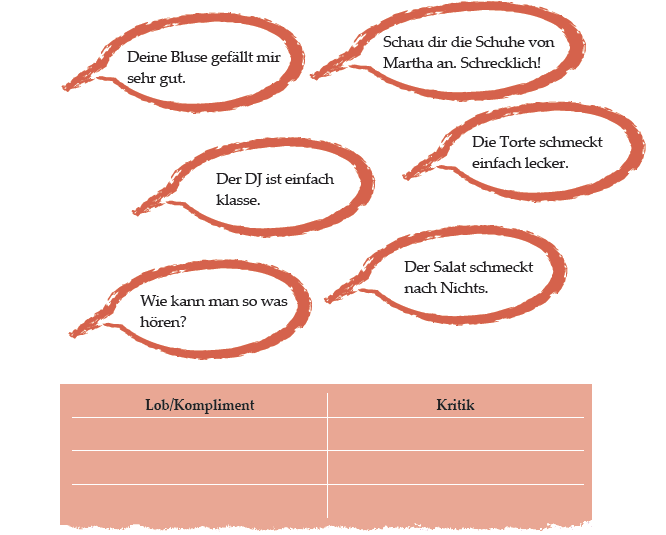 Deine Bluse gefällt mir
sehr gut.
Schau dir die Schuhe von
Martha an. Schrecklich!
Die Torte schmeckt
einfach lecker.
Der DJ ist einfach
klasse.
Der Salat schmeckt
nach Nichts.
Wie kann man so was
hören?
Lob/Kompliment
Kritik